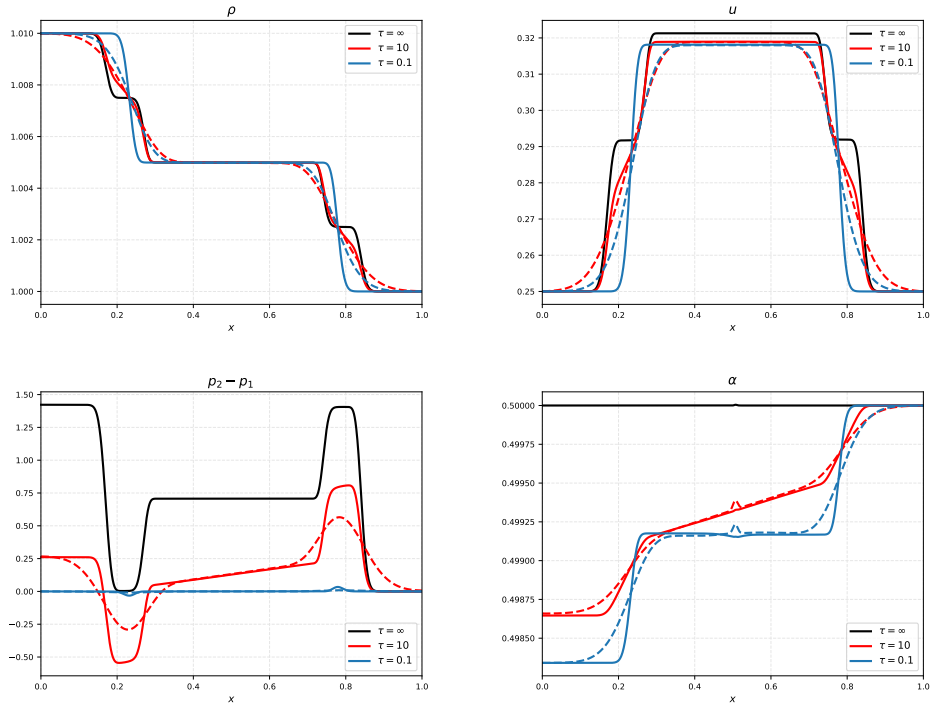 ρ
1.010
1.008
1.006
1.004
1.002
1.000
0.0 0.2 0.4 0.6 0.8 1.0
x
τ = ∞
τ = 10
τ = 0.1
u
0.32
0.31
0.30
0.29
0.28
0.27
0.26
0.25
0.0 0.2 0.4 0.6 0.8 1.0
x
τ = ∞
τ = 10
τ = 0.1
p₂ − p₁
1.50
1.25
1.00
0.75
0.50
0.25
0.00
−0.25
−0.50
0.0 0.2 0.4 0.6 0.8 1.0
x
τ = ∞
τ = 10
τ = 0.1
α
0.50000
0.49975
0.49950
0.49925
0.49900
0.49875
0.49850
0.0 0.2 0.4 0.6 0.8 1.0
x
τ = ∞
τ = 10
τ = 0.1